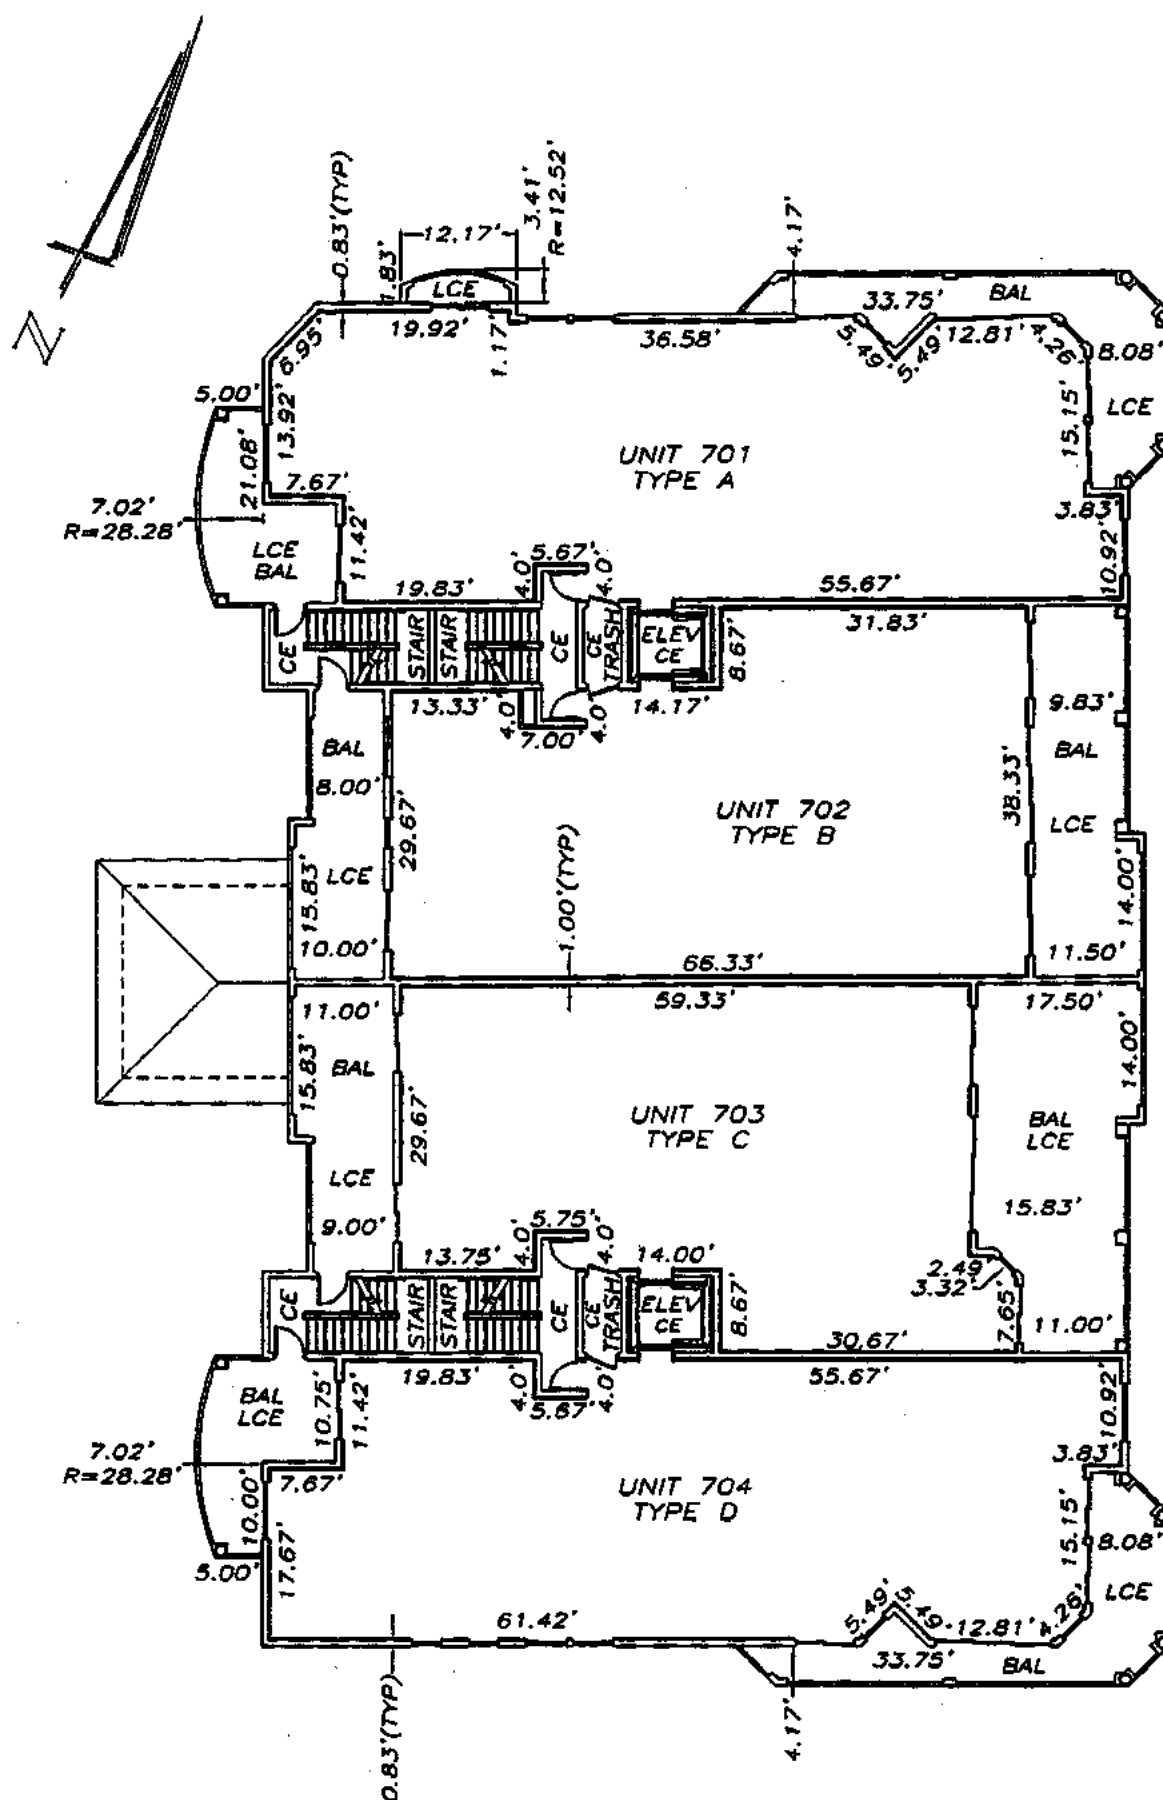 N
0.83'(TYP)
1.83'
12.17'
3.41'
R=12.52'
4.17'
LCE
33.75'
BAL
6.95'
19.92'
1.17'
36.58'
5.49'
5.49'
12.81'
4.26'
8.08'
5.00'
13.92'
21.08'
15.15'
LCE
UNIT 701
TYPE A
7.67'
7.02'
R=28.28'
3.83'
11.42'
10.92'
LCE
BAL
19.83'
4.0'
5.67'
4.0'
55.67'
31.83'
CE
STAIR
STAIR
CE
CE
TRASH
ELEV
CE
8.67'
13.33'
4.0'
7.00'
4.0'
14.17'
9.83'
BAL
8.00'
29.67'
UNIT 702
TYPE B
38.33'
BAL
LCE
15.83'
LCE
10.00'
1.00'(TYP)
14.00'
11.50'
66.33'
59.33'
11.00'
17.50'
15.83'
BAL
14.00'
29.67'
UNIT 703
TYPE C
BAL
LCE
LCE
9.00'
15.83'
13.75'
4.0'
5.75'
4.0'
14.00'
2.49'
3.32'
7.65'
11.00'
CE
STAIR
STAIR
CE
CE
TRASH
ELEV
CE
8.67'
30.67'
19.83'
4.0'
5.67'
4.0'
55.67'
BAL
LCE
10.75'
11.42'
10.92'
7.02'
R=28.28'
7.67'
3.83'
UNIT 704
TYPE D
10.00'
17.67'
15.15'
8.08'
5.00'
61.42'
5.49'
5.49'
12.81'
4.26'
LCE
33.75'
BAL
0.83'(TYP)
4.17'